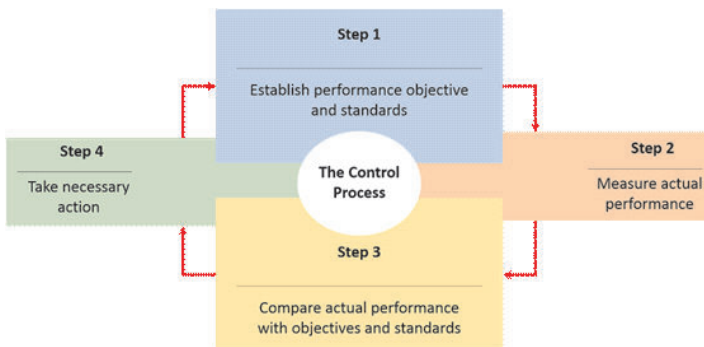 Step 1
Establish performance objective
and standards
Step 4
Take necessary
action
The Control
Process
Step 2
Measure actual
performance
Step 3
Compare actual performance
with objectives and standards